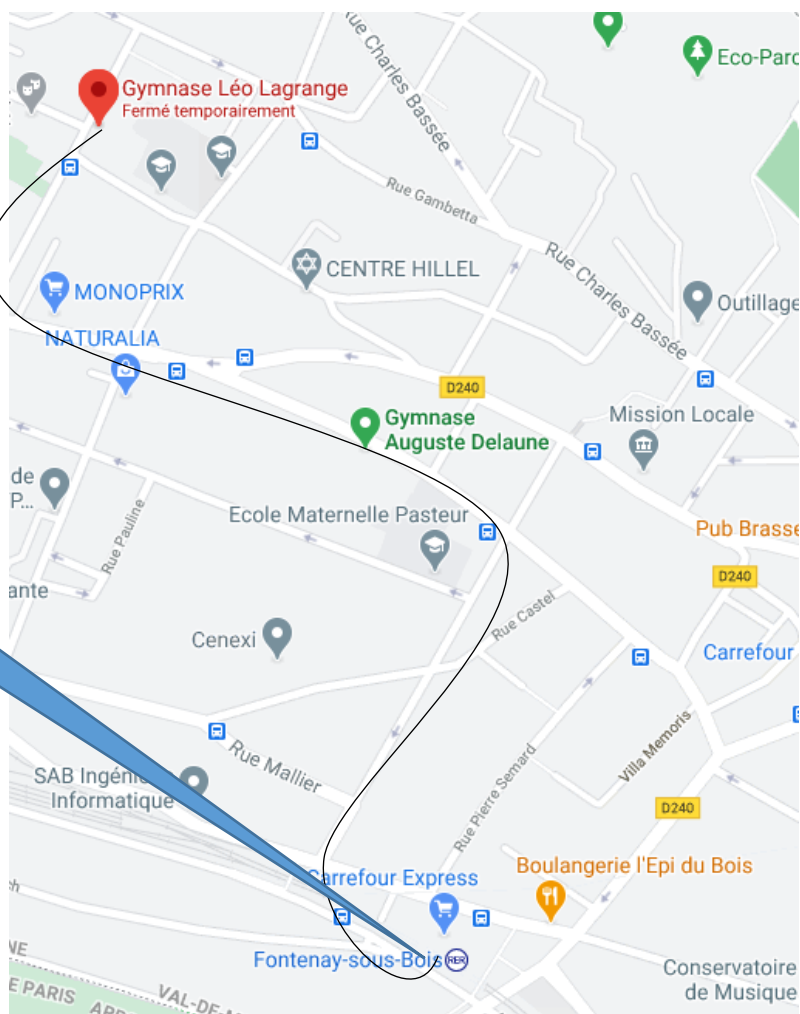 Rue Charles Bassée
Eco-Parc
Gymnase Léo Lagrange
Fermé temporairement
Rue Gambetta
CENTRE HILLEL
Rue Charles Bassée
MONOPRIX
Outillage
NATURALIA
D240
Gymnase
Auguste Delaune
Mission Locale
de
P...
Ecole Maternelle Pasteur
Rue Pauline
Pub Brasse
D240
ante
Rue Castel
Cenexi
Carrefour
Villa Memoris
Rue Mallier
SAB Ingénie
Informatique
Rue Pierre Semard
D240
Boulangerie l'Epi du Bois
Carrefour Express
ch
Fontenay-sous-Bois
RER
Conservatoire
de Musique
NE
E PARIS
VAL-DE-M